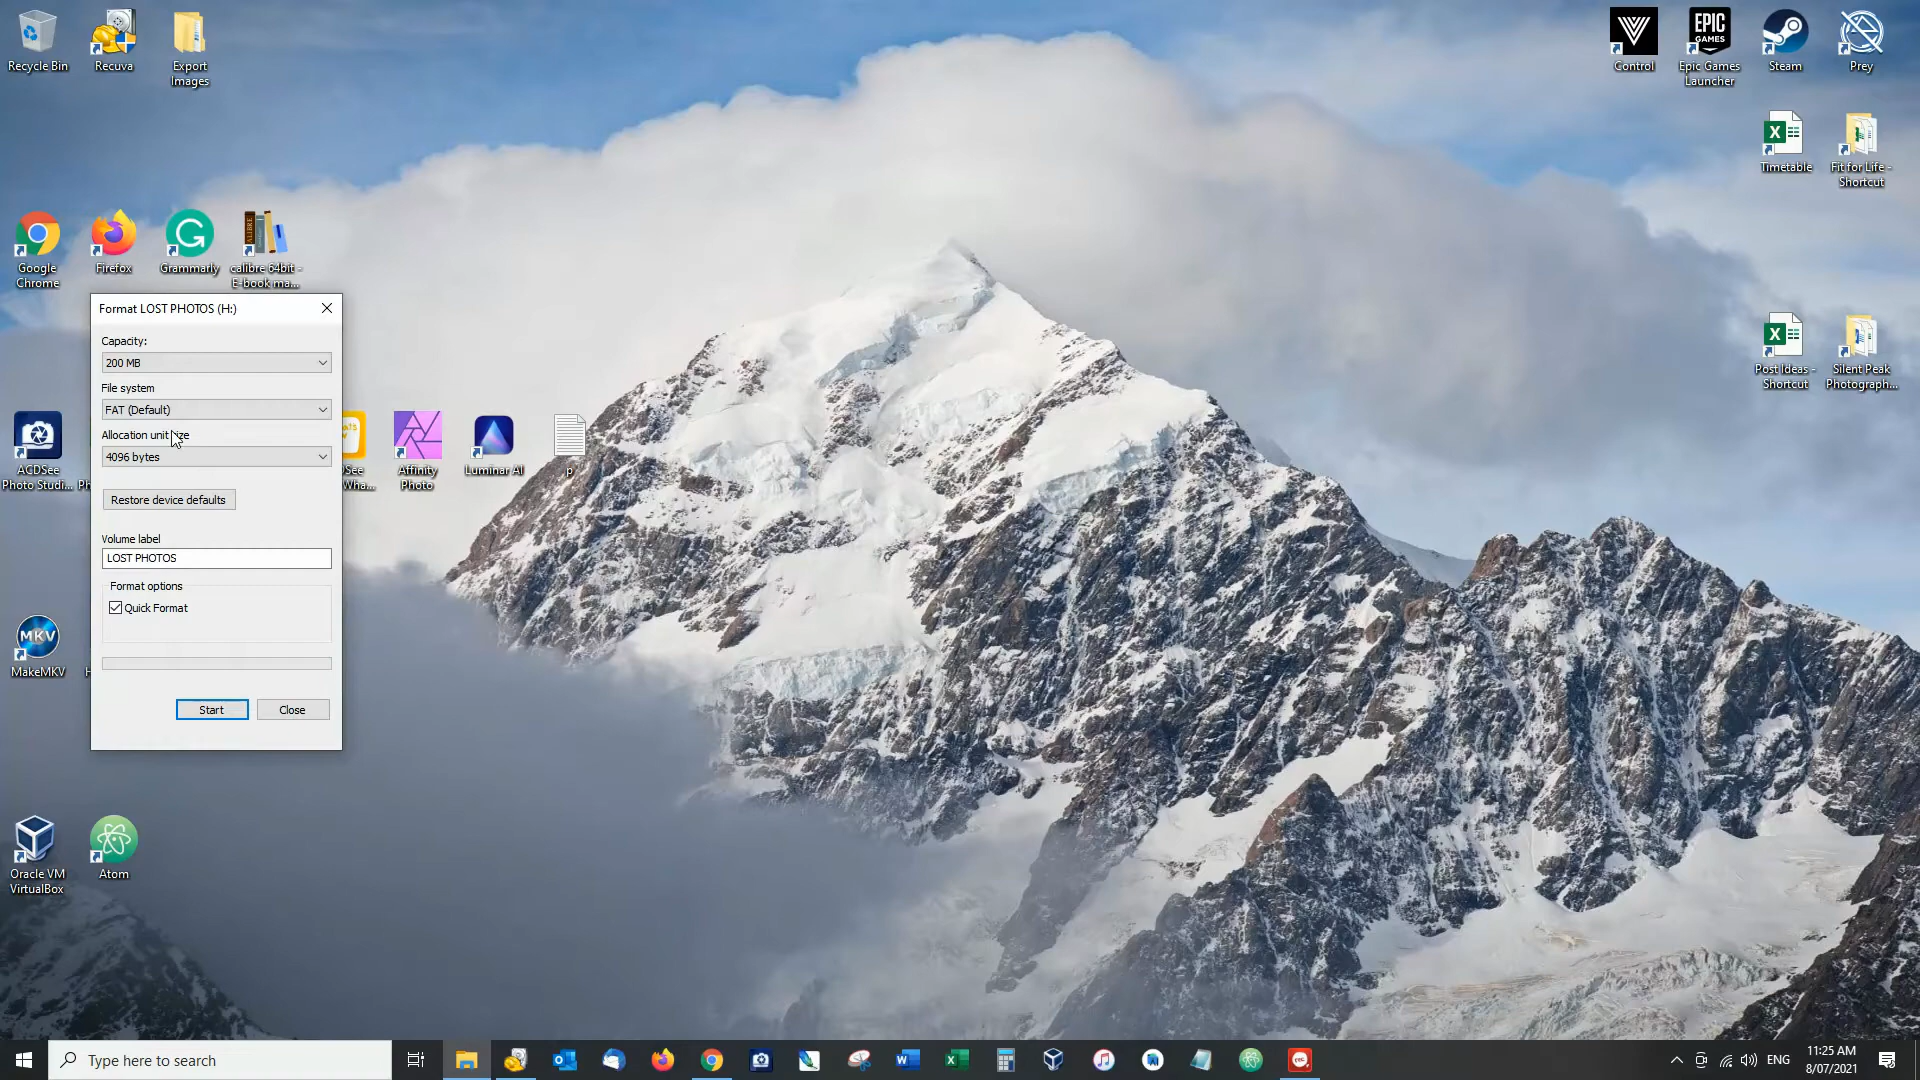 Recycle Bin
Recuva
Export
Images
Control
EPIC
GAMES
Epic Games
Launcher
Steam
Prey
Timetable
Fit for Life -
Shortcut
Google
Chrome
Firefox
Grammarly
calibre 64bit -
E-book ma...
Format LOST PHOTOS (H:)
Capacity:
200 MB
File system
FAT (Default)
Allocation unit size
4096 bytes
Restore device defaults
Volume label
LOST PHOTOS
Format options
Quick Format
Start
Close
Post Ideas -
Shortcut
Silent Peak
Photograph...
ACDSee
Photo Studi...
Affinity
Photo
Luminar AI
p
MKV
MakeMKV
Oracle VM
VirtualBox
Atom
Type here to search
ENG
11:25 AM
8/07/2021